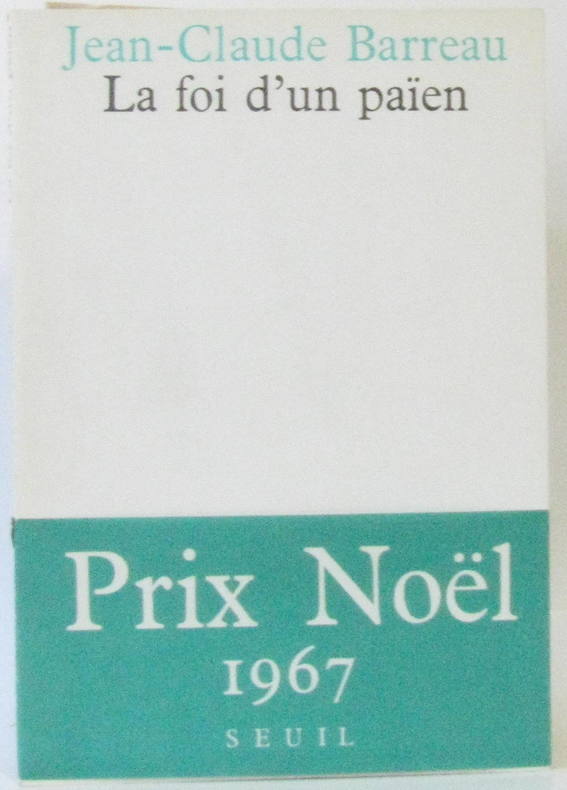 Jean-Claude Barreau
La foi d'un païen
Prix Noël
1967
SEUIL